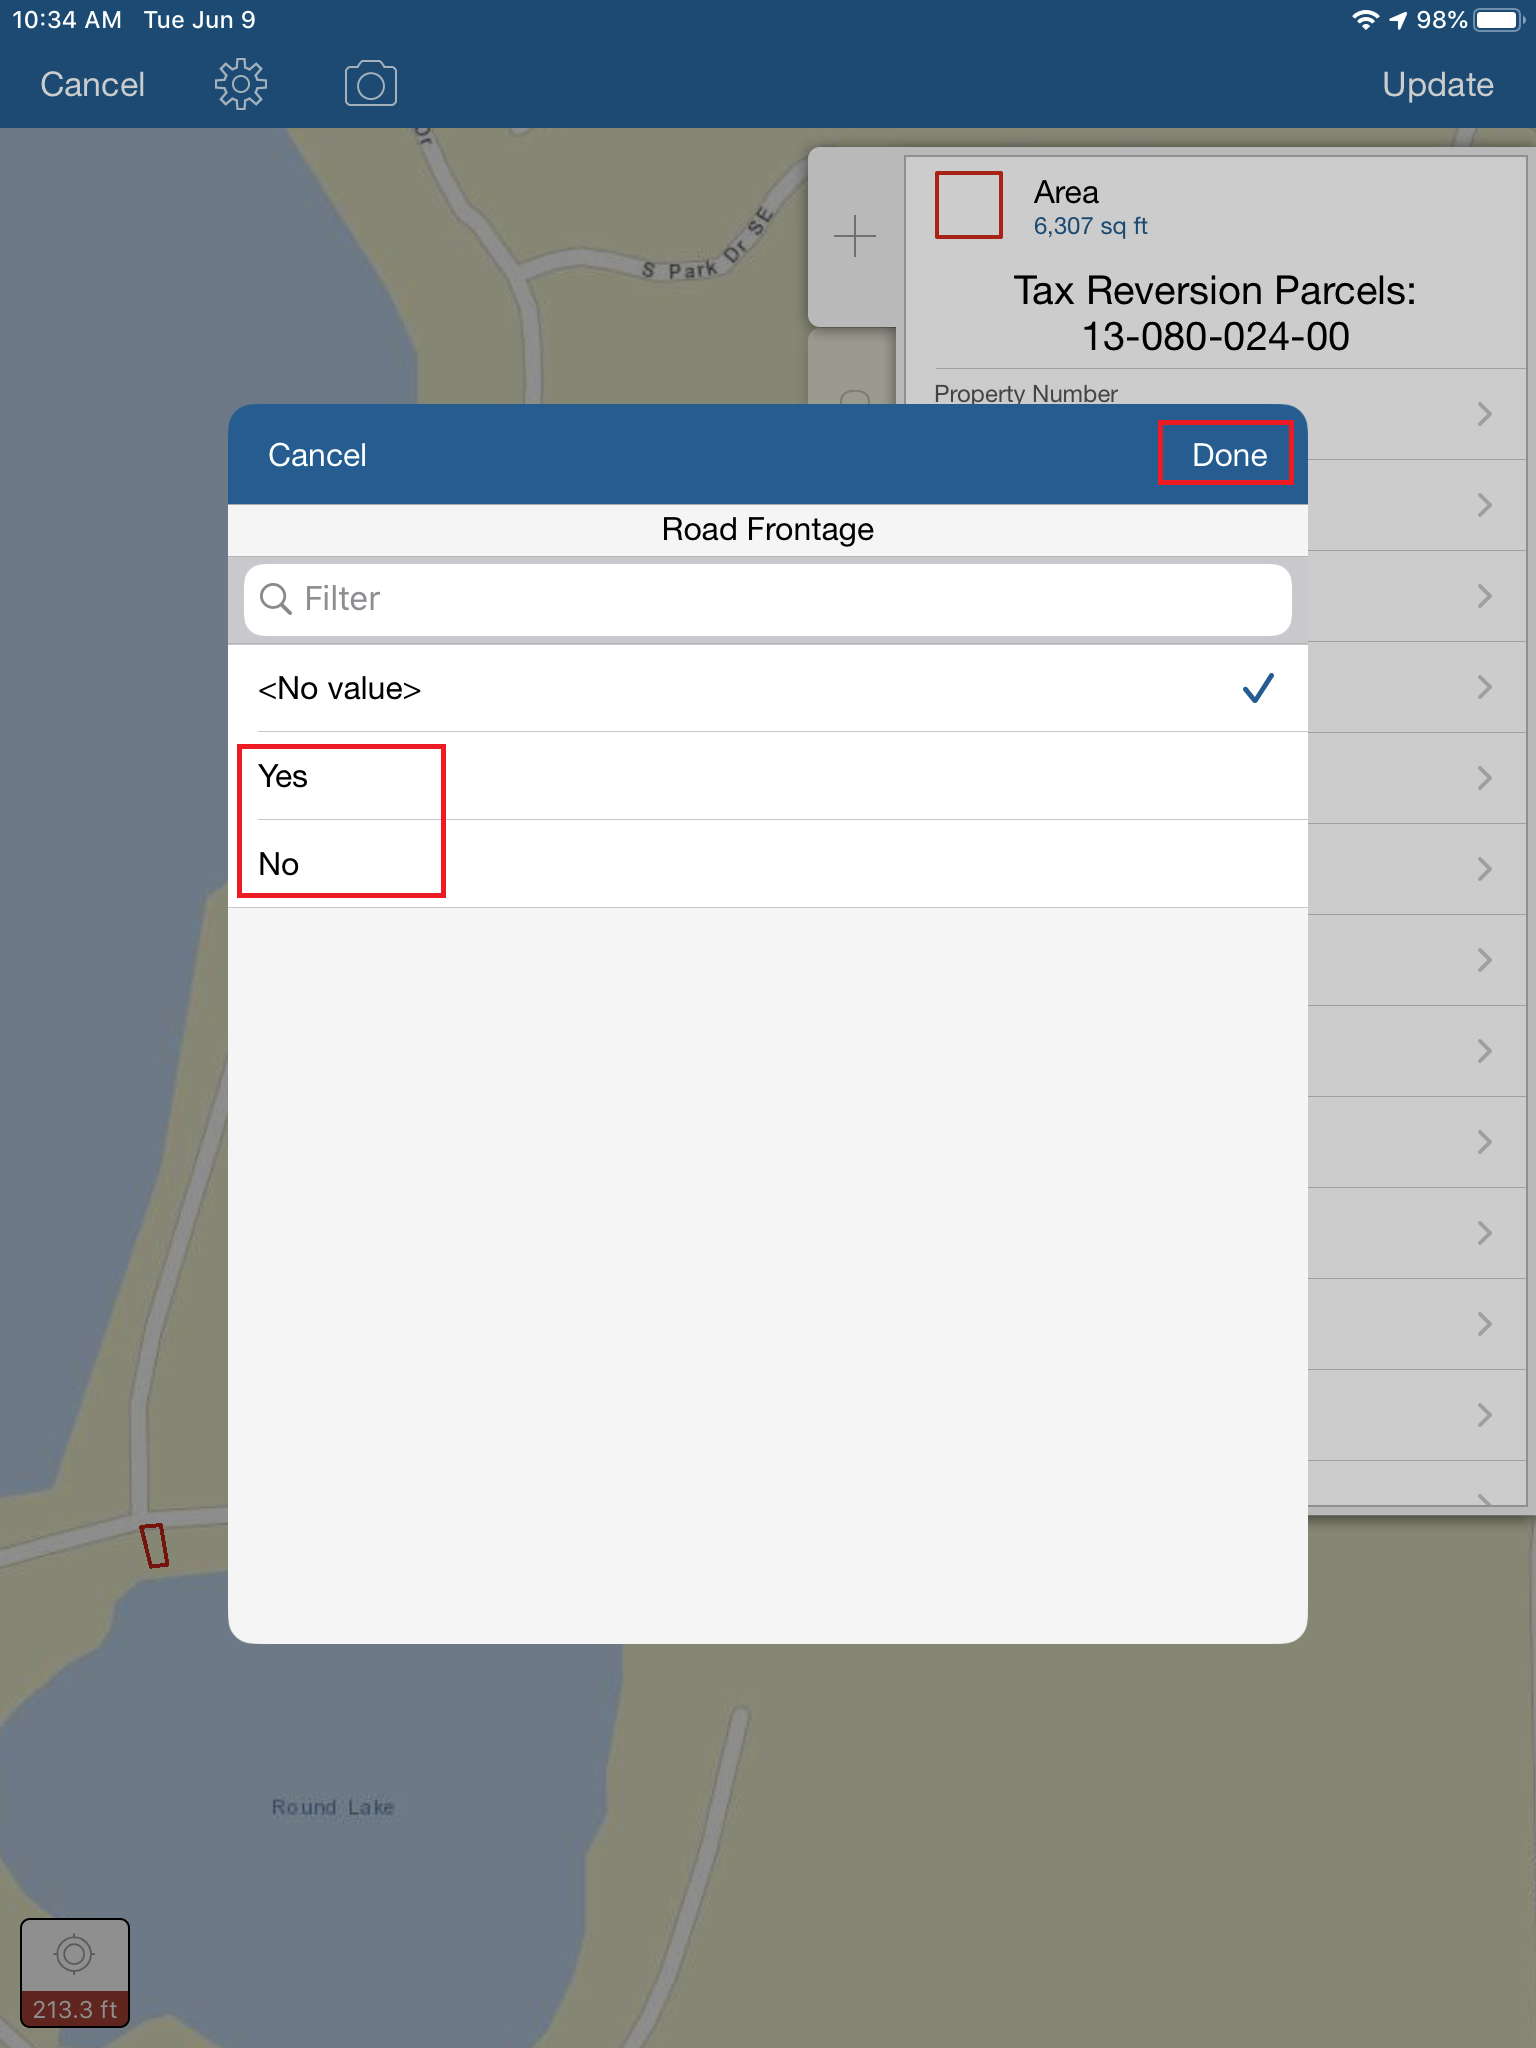 10:34 AM Tue Jun 9 98%
Cancel Update
Dr
S Park Dr SE
Area
6,307 sq ft
Tax Reversion Parcels:
13-080-024-00
Property Number
Cancel Done
Road Frontage
Filter
<No value>
Yes
No
Round Lake
213.3 ft